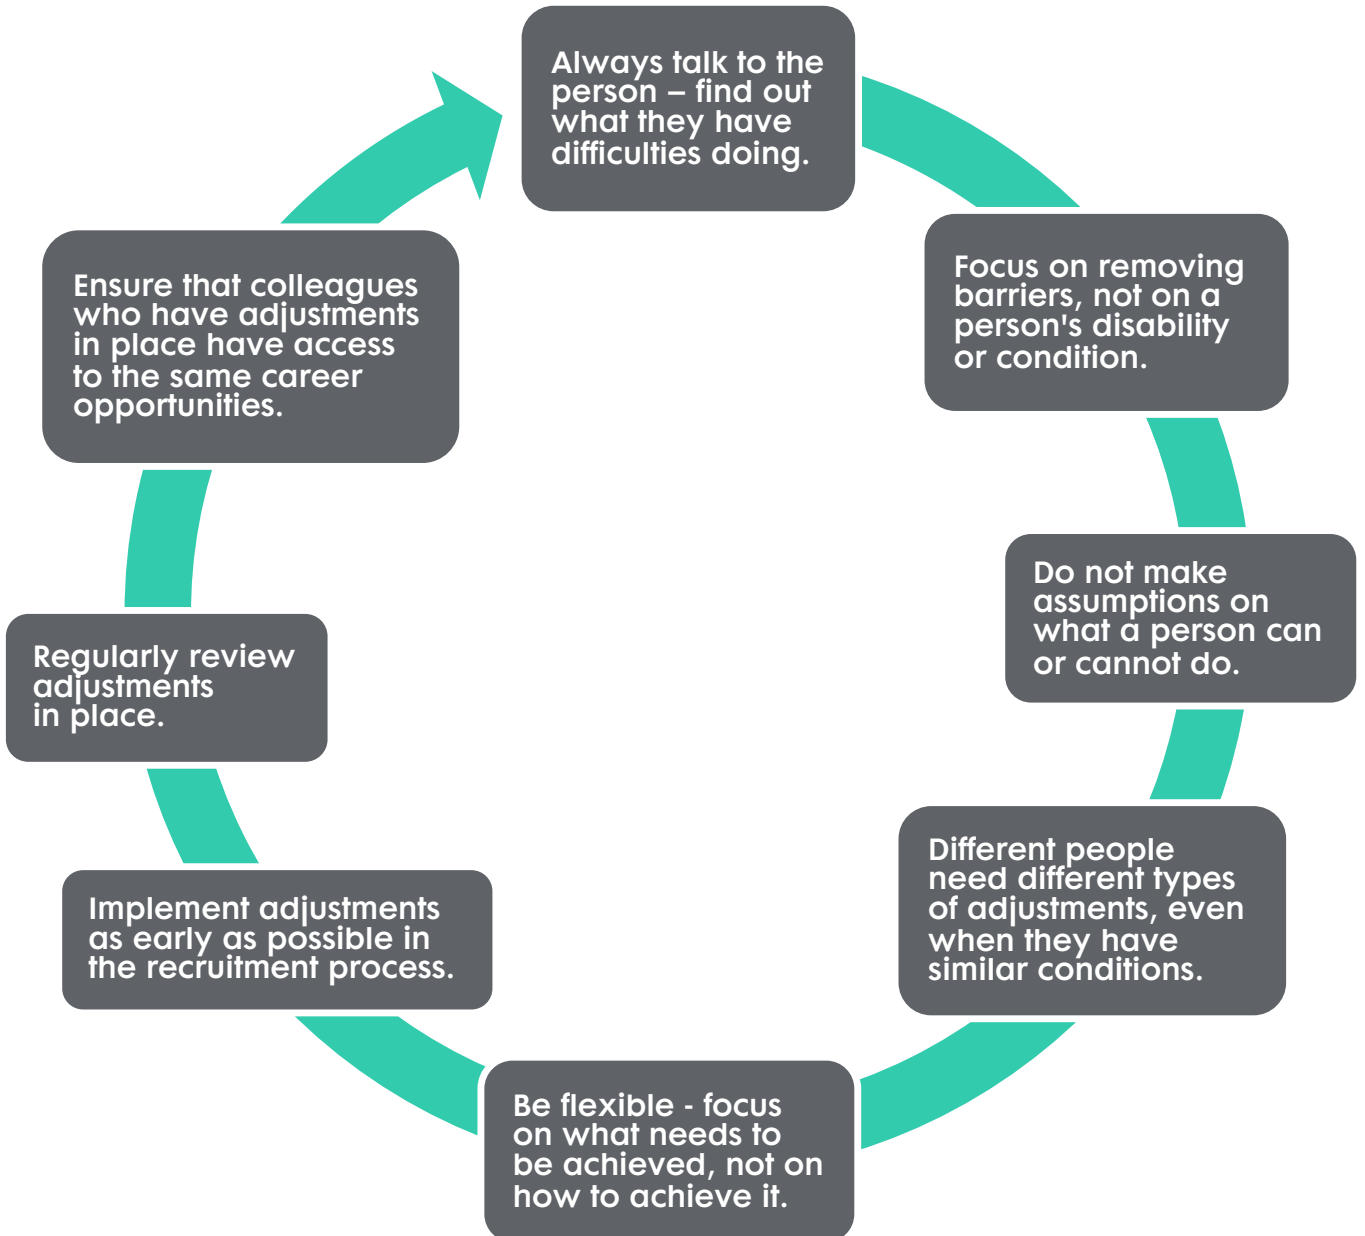 Always talk to the
person – find out
what they have
difficulties doing.
Focus on removing
barriers, not on a
person's disability
or condition.
Do not make
assumptions on
what a person can
or cannot do.
Different people
need different types
of adjustments, even
when they have
similar conditions.
Be flexible - focus
on what needs to
be achieved, not on
how to achieve it.
Implement adjustments
as early as possible in
the recruitment process.
Regularly review
adjustments
in place.
Ensure that colleagues
who have adjustments
in place have access
to the same career
opportunities.